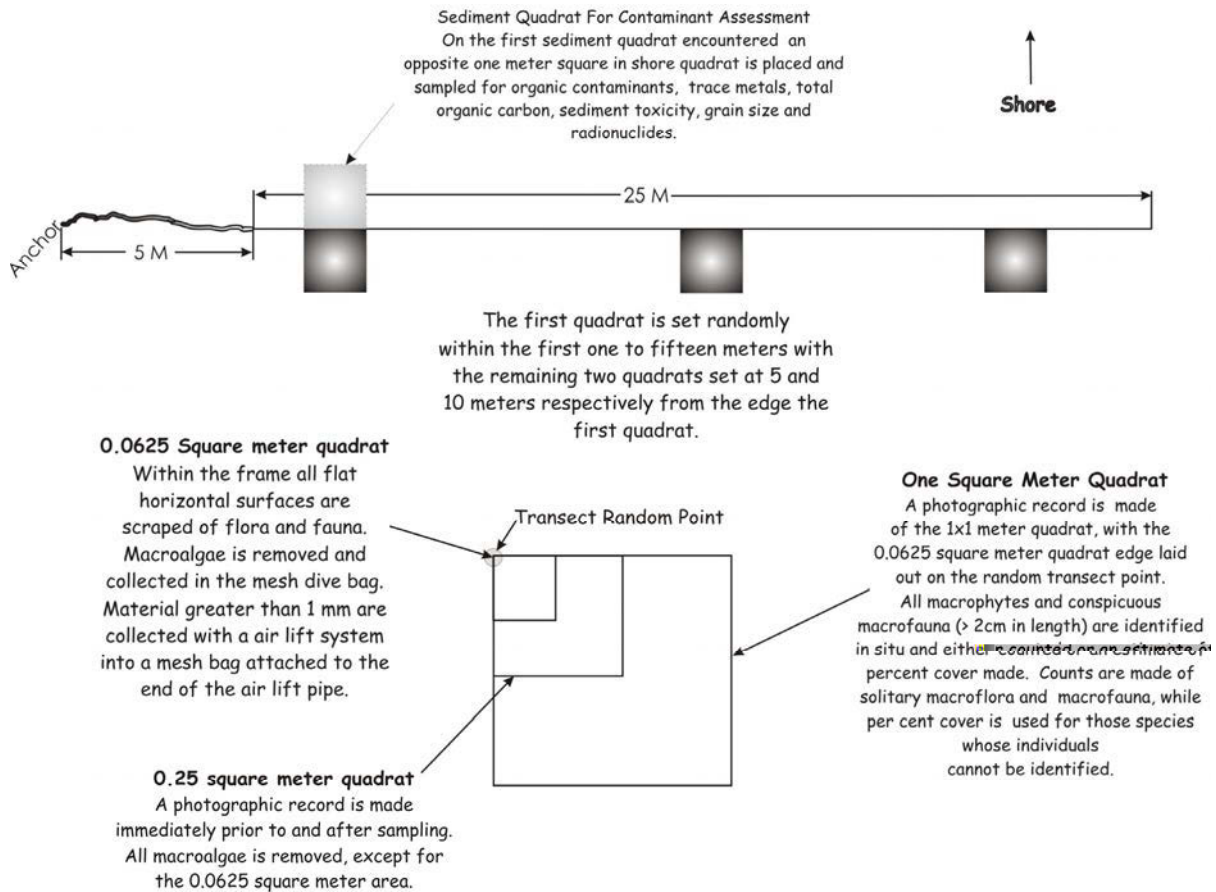 Sediment Quadrat For Contaminant Assessment
On the first sediment quadrat encountered an
opposite one meter square in shore quadrat is placed and
sampled for organic contaminants, trace metals, total
organic carbon, sediment toxicity, grain size and
radionuclides.
Shore
25 M
Anchor
5 M
The first quadrat is set randomly
within the first one to fifteen meters with
the remaining two quadrats set at 5 and
10 meters respectively from the edge the
first quadrat.
0.0625 Square meter quadrat
Within the frame all flat
horizontal surfaces are
scraped of flora and fauna.
Macroalgae is removed and
collected in the mesh dive bag.
Material greater than 1 mm are
collected with a air lift system
into a mesh bag attached to the
end of the air lift pipe.
Transect Random Point
One Square Meter Quadrat
A photographic record is made
of the 1x1 meter quadrat, with the
0.0625 square meter quadrat edge laid
out on the random transect point.
All macrophytes and conspicuous
macrofauna (> 2cm in length) are identified
in situ and either
percent cover made. Counts are made of
solitary macroflora and macrofauna, while
per cent cover is used for those species
whose individuals
cannot be identified.
0.25 square meter quadrat
A photographic record is made
immediately prior to and after sampling.
All macroalgae is removed, except for
the 0.0625 square meter area.